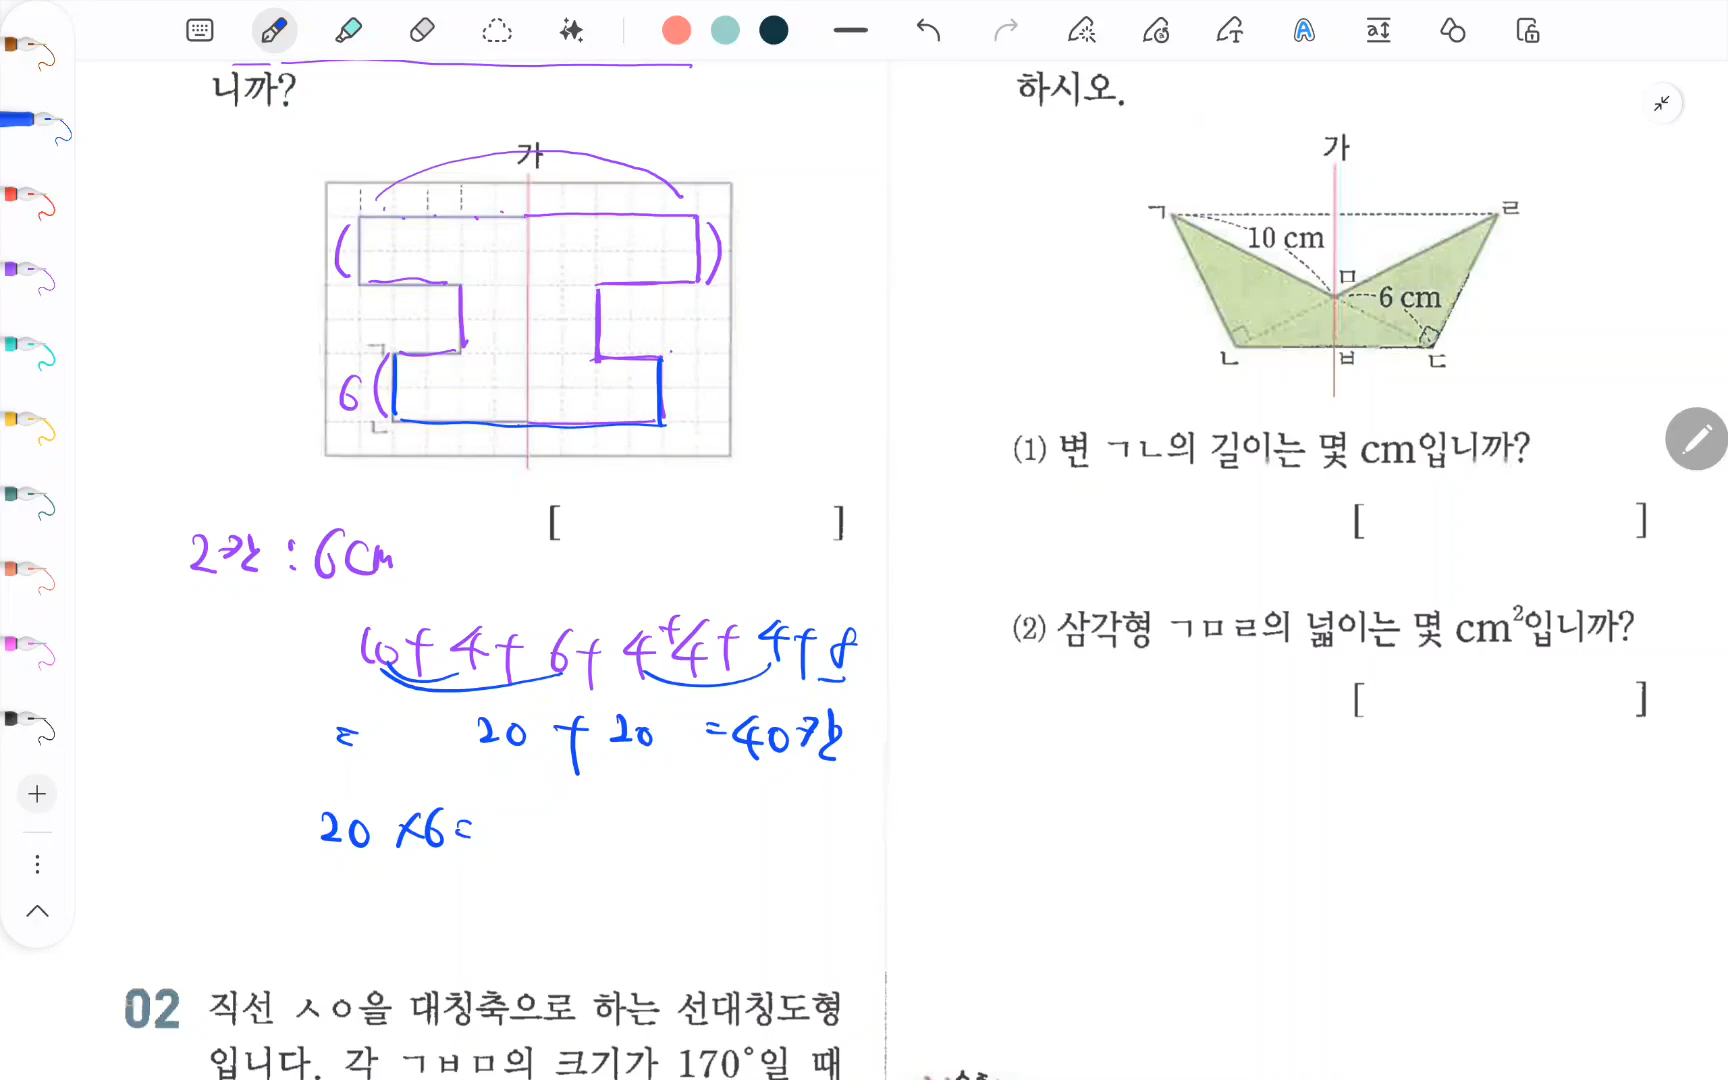 니까?
가
6
ㄱ
ㄴ
[ ]
2칸 : 6cm
10+ 4+ 6+ 4+4+ 4+ 8
= 20 + 20 = 40칸
20 ×6=
02 직선 ㅅㅇ을 대칭축으로 하는 선대칭도형
입니다. 각 ㄱㅂㅁ의 크기가 170°일 때
하시오.
가
ㄱ ㄹ
10 cm
ㅁ
6 cm
ㄴ ㅂ ㄷ
(1) 변 ㄱㄴ의 길이는 몇 cm입니까?
[ ]
(2) 삼각형 ㄱㅁㄹ의 넓이는 몇 cm²입니까?
[ ]